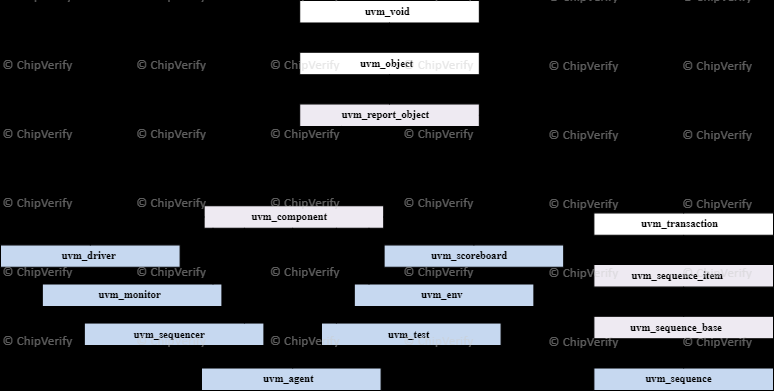 uvm_void
© ChipVerify © ChipVerify © ChipVerify © ChipVerify © ChipVerify © ChipVerify
uvm_object
uvm_report_object
© ChipVerify © ChipVerify © ChipVerify © ChipVerify © ChipVerify © ChipVerify
© ChipVerify © ChipVerify © ChipVerify © ChipVerify © ChipVerify © ChipVerify
uvm_component
uvm_transaction
uvm_driver
uvm_scoreboard
© ChipVerify © ChipVerify © ChipVerify © ChipVerify © ChipVerify © ChipVerify
uvm_sequence_item
uvm_monitor
uvm_env
uvm_sequence_base
uvm_sequencer
uvm_test
© ChipVerify © ChipVerify © ChipVerify © ChipVerify © ChipVerify © ChipVerify
uvm_agent
uvm_sequence